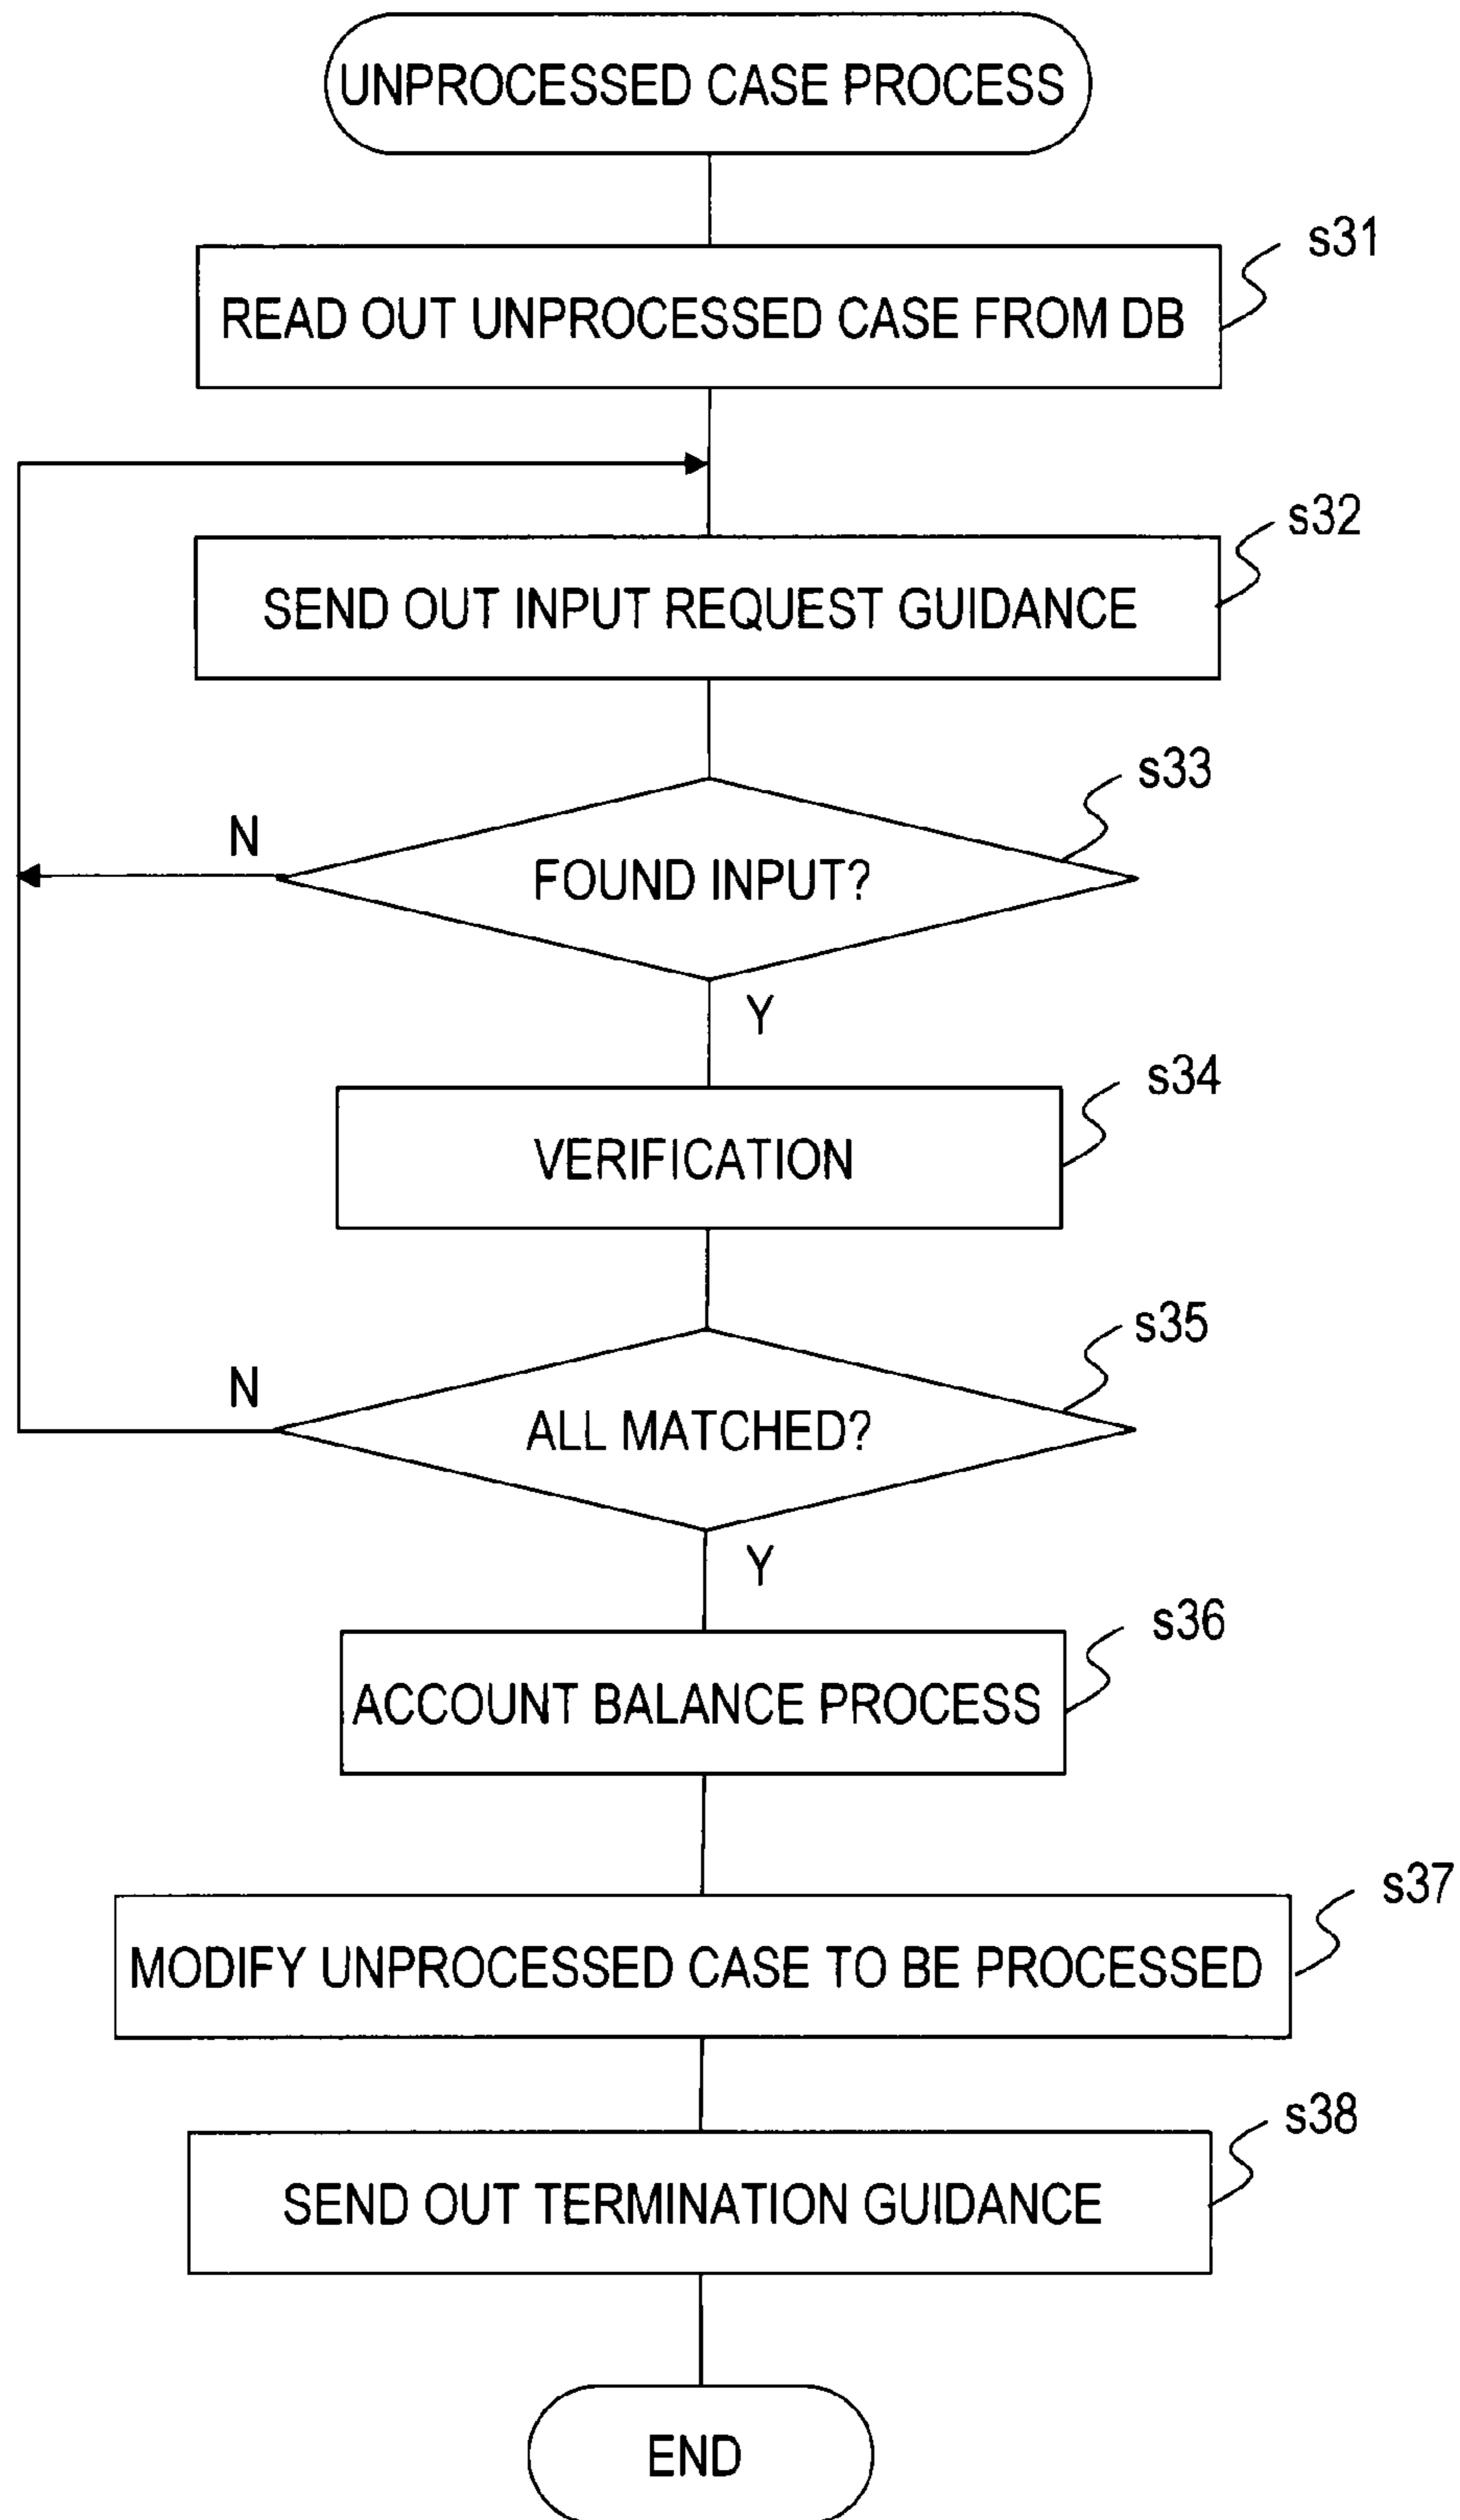 UNPROCESSED CASE PROCESS
s31
READ OUT UNPROCESSED CASE FROM DB
s32
SEND OUT INPUT REQUEST GUIDANCE
s33
N
FOUND INPUT?
Y
s34
VERIFICATION
s35
N
ALL MATCHED?
Y
s36
ACCOUNT BALANCE PROCESS
s37
MODIFY UNPROCESSED CASE TO BE PROCESSED
s38
SEND OUT TERMINATION GUIDANCE
END